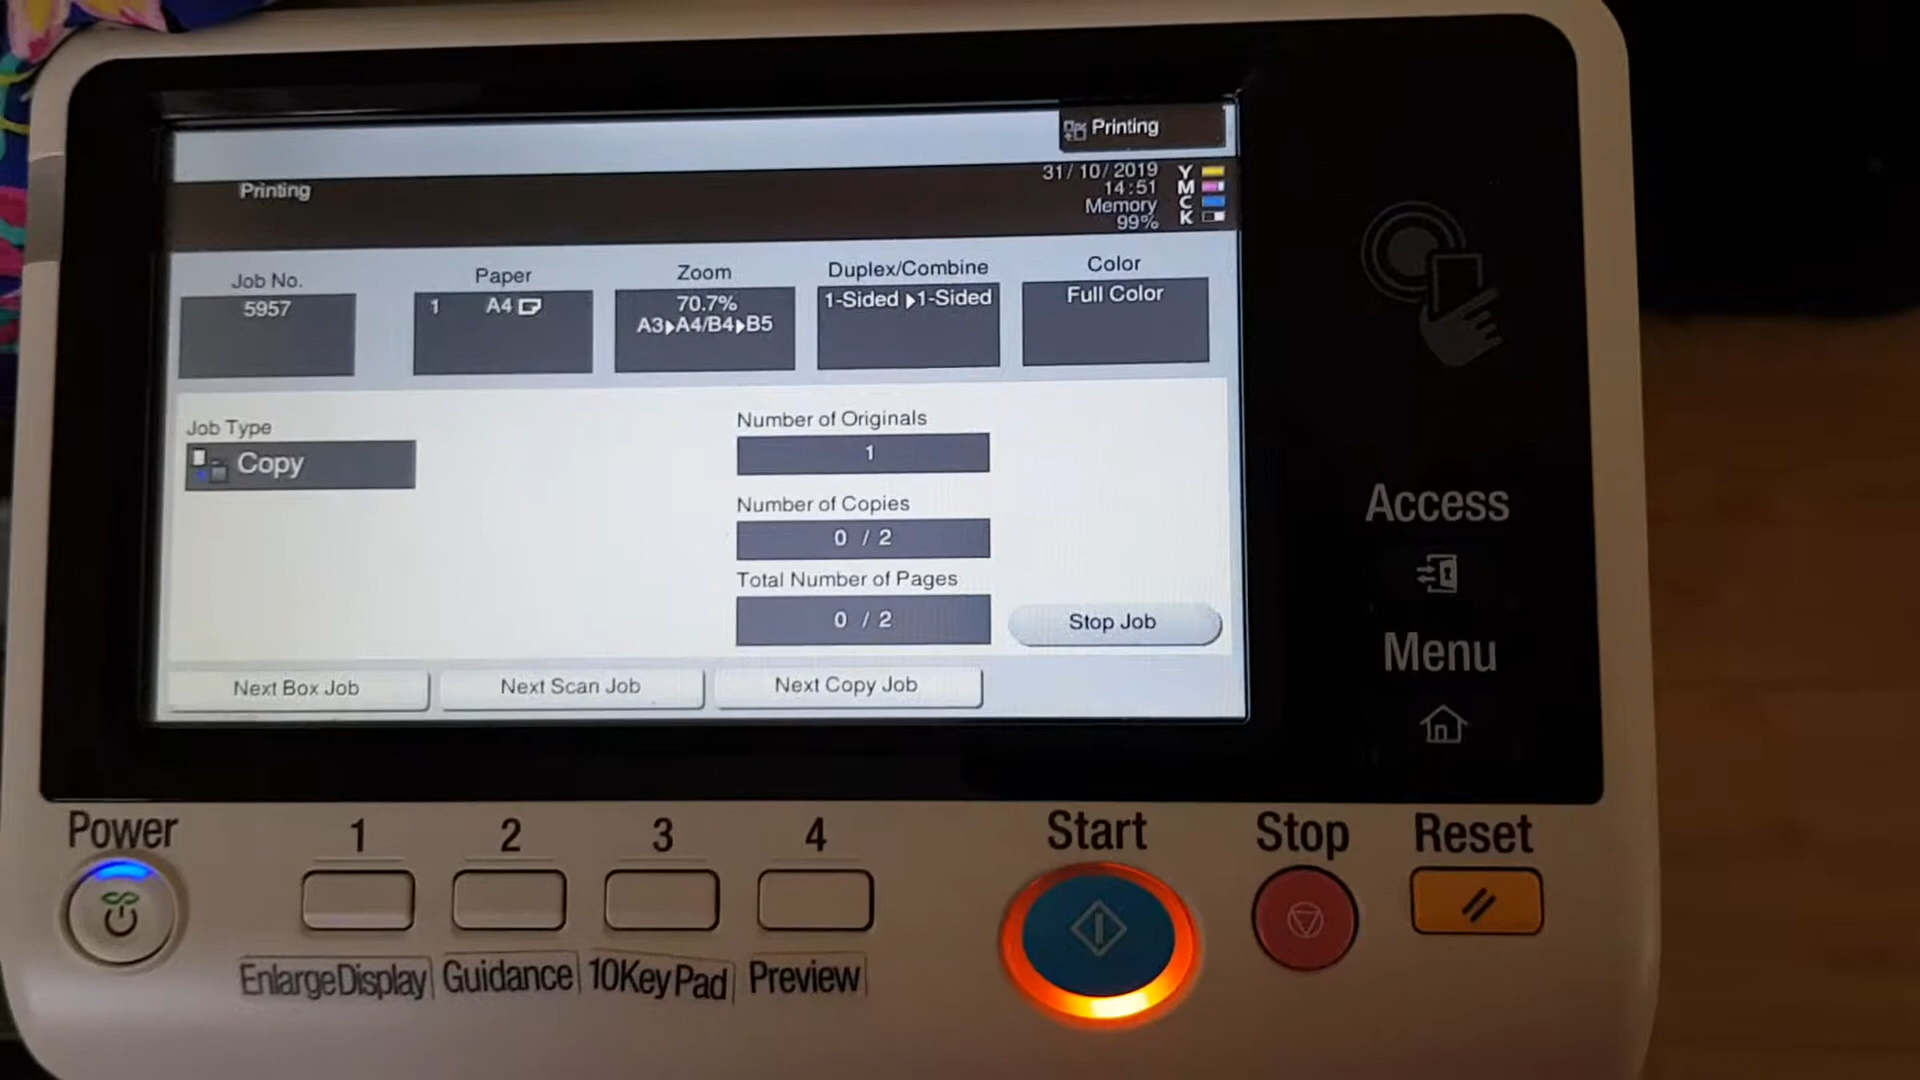 Printing
Printing
31/10/2019
14:51
Memory
99%
Y
M
C
K
Job No.
5957
Paper
1 A4
Zoom
70.7%
A3▶A4/B4▶B5
Duplex/Combine
1-Sided ▶1-Sided
Color
Full Color
Job Type
Copy
Number of Originals
1
Number of Copies
0 / 2
Total Number of Pages
0 / 2
Stop Job
Next Box Job
Next Scan Job
Next Copy Job
Access
Menu
Power
1
2
3
4
Start
Stop
Reset
Enlarge Display
Guidance
10 Key Pad
Preview